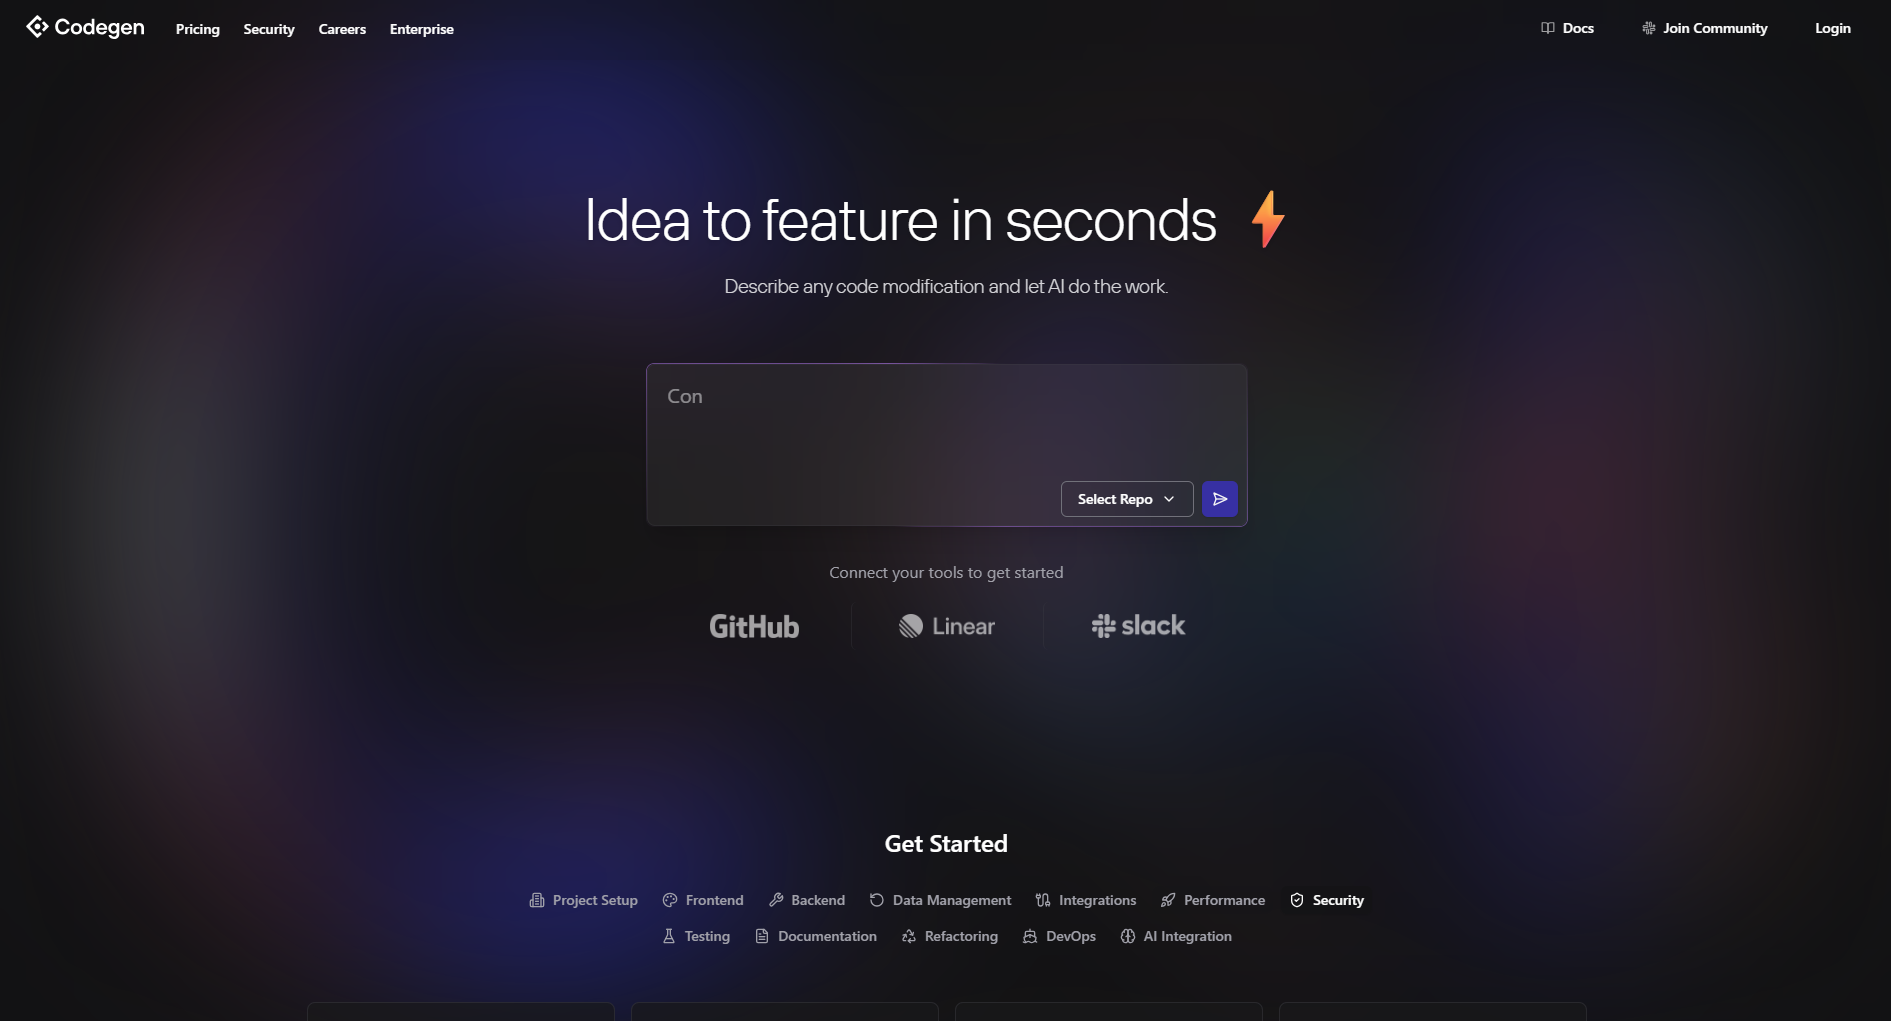 Codegen Pricing Security Careers Enterprise Docs Join Community Login
Idea to feature in seconds
Describe any code modification and let AI do the work.
Con
Select Repo
Connect your tools to get started
GitHub Linear slack
Get Started
Project Setup Frontend Backend Data Management Integrations Performance Security
Testing Documentation Refactoring DevOps AI Integration